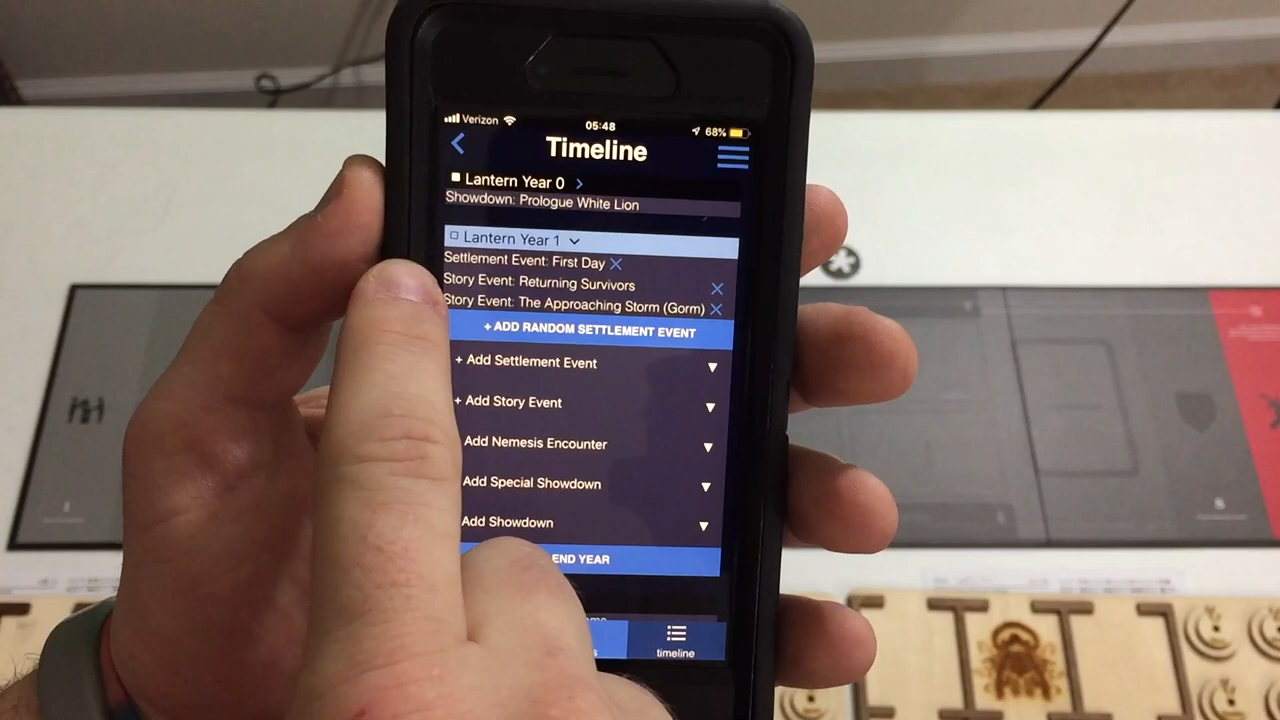 Verizon 05:48 68%
Timeline
Lantern Year 0
Showdown: Prologue White Lion
Lantern Year 1
Settlement Event: First Day
Story Event: Returning Survivors
Story Event: The Approaching Storm (Gorm)
+ ADD RANDOM SETTLEMENT EVENT
+ Add Settlement Event
+ Add Story Event
Add Nemesis Encounter
Add Special Showdown
Add Showdown
END YEAR
timeline